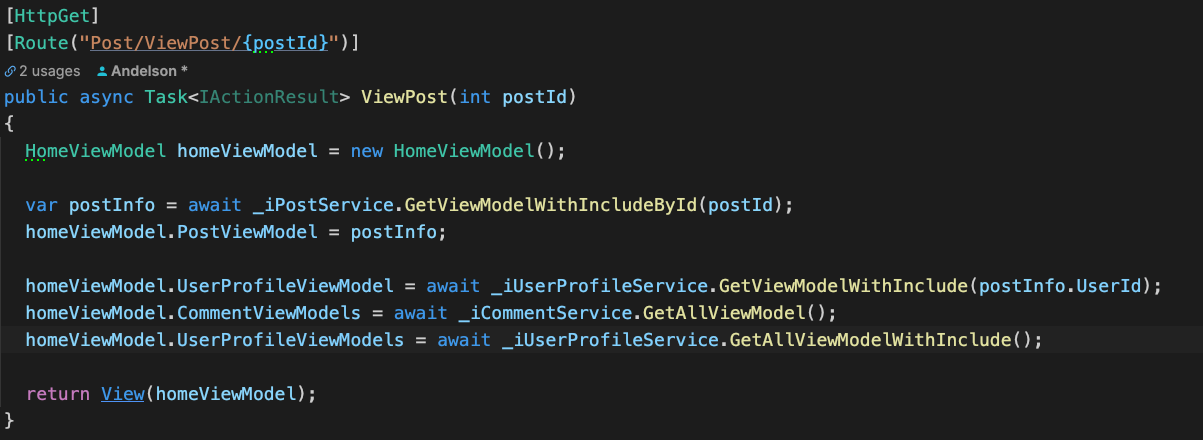 [HttpGet]
[Route("Post/ViewPost/{postId}")]
2 usages Andelson *
public async Task<IActionResult> ViewPost(int postId)
{
HomeViewModel homeViewModel = new HomeViewModel();
var postInfo = await _iPostService.GetViewModelWithIncludeById(postId);
homeViewModel.PostViewModel = postInfo;
homeViewModel.UserProfileViewModel = await _iUserProfileService.GetViewModelWithInclude(postInfo.UserId);
homeViewModel.CommentViewModels = await _iCommentService.GetAllViewModel();
homeViewModel.UserProfileViewModels = await _iUserProfileService.GetAllViewModelWithInclude();
return View(homeViewModel);
}